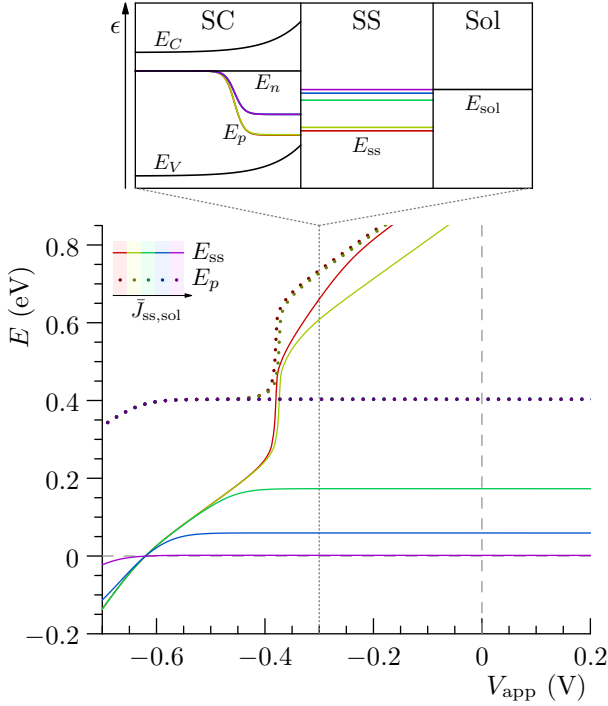 SC SS Sol
ϵ
E_C
E_n
E_p
E_V
E_ss
E_sol
E (eV)
0.8
0.6
0.4
0.2
0
−0.2
E_ss
E_p
J̄_ss,sol
−0.6 −0.4 −0.2 0 0.2
V_app (V)